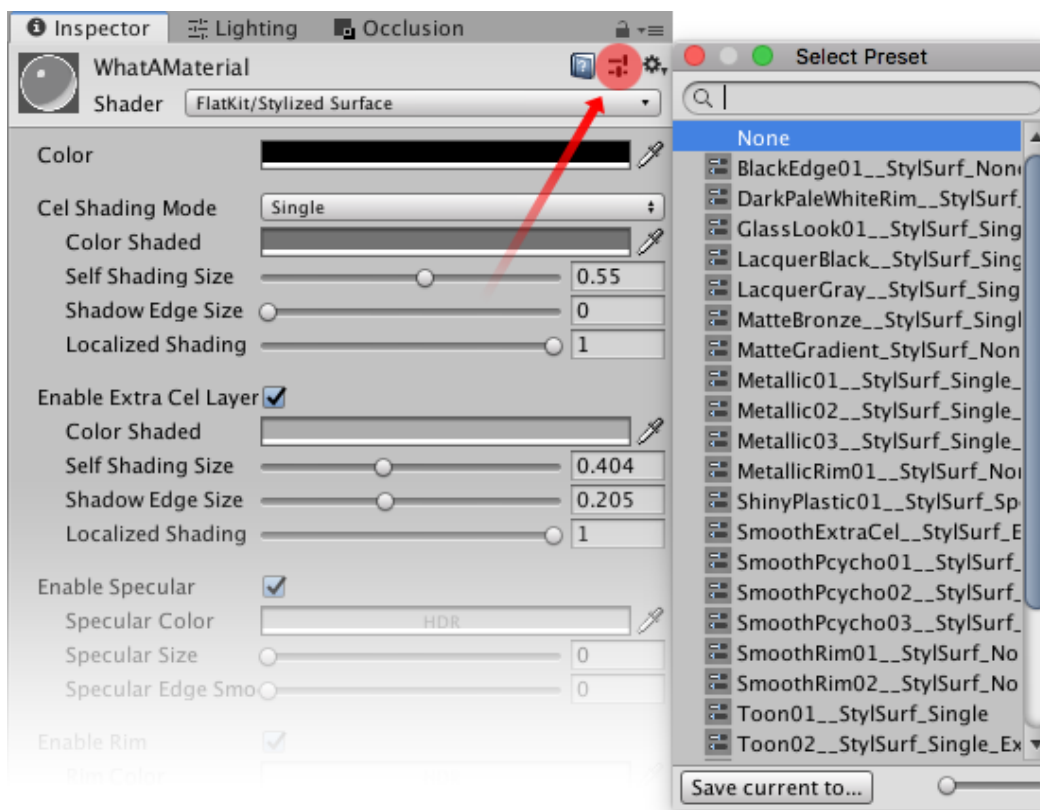 Inspector Lighting Occlusion
WhatAMaterial
Shader FlatKit/Stylized Surface
Color
Cel Shading Mode Single
Color Shaded
Self Shading Size 0.55
Shadow Edge Size 0
Localized Shading 1
Enable Extra Cel Layer
Color Shaded
Self Shading Size 0.404
Shadow Edge Size 0.205
Localized Shading 1
Enable Specular
Specular Color HDR
Specular Size 0
Specular Edge Smo 0
Enable Rim
Rim Color
Select Preset
None
BlackEdge01__StylSurf_None
DarkPaleWhiteRim__StylSurf_
GlassLook01__StylSurf_Sing
LacquerBlack__StylSurf_Sing
LacquerGray__StylSurf_Sing
MatteBronze__StylSurf_Singl
MatteGradient_StylSurf_Non
Metallic01__StylSurf_Single_
Metallic02__StylSurf_Single_
Metallic03__StylSurf_Single_
MetallicRim01__StylSurf_Nor
ShinyPlastic01__StylSurf_Sp
SmoothExtraCel__StylSurf_E
SmoothPcycho01__StylSurf_
SmoothPcycho02__StylSurf_
SmoothPcycho03__StylSurf_
SmoothRim01__StylSurf_No
SmoothRim02__StylSurf_No
Toon01__StylSurf_Single
Toon02__StylSurf_Single_Ex
Save current to...